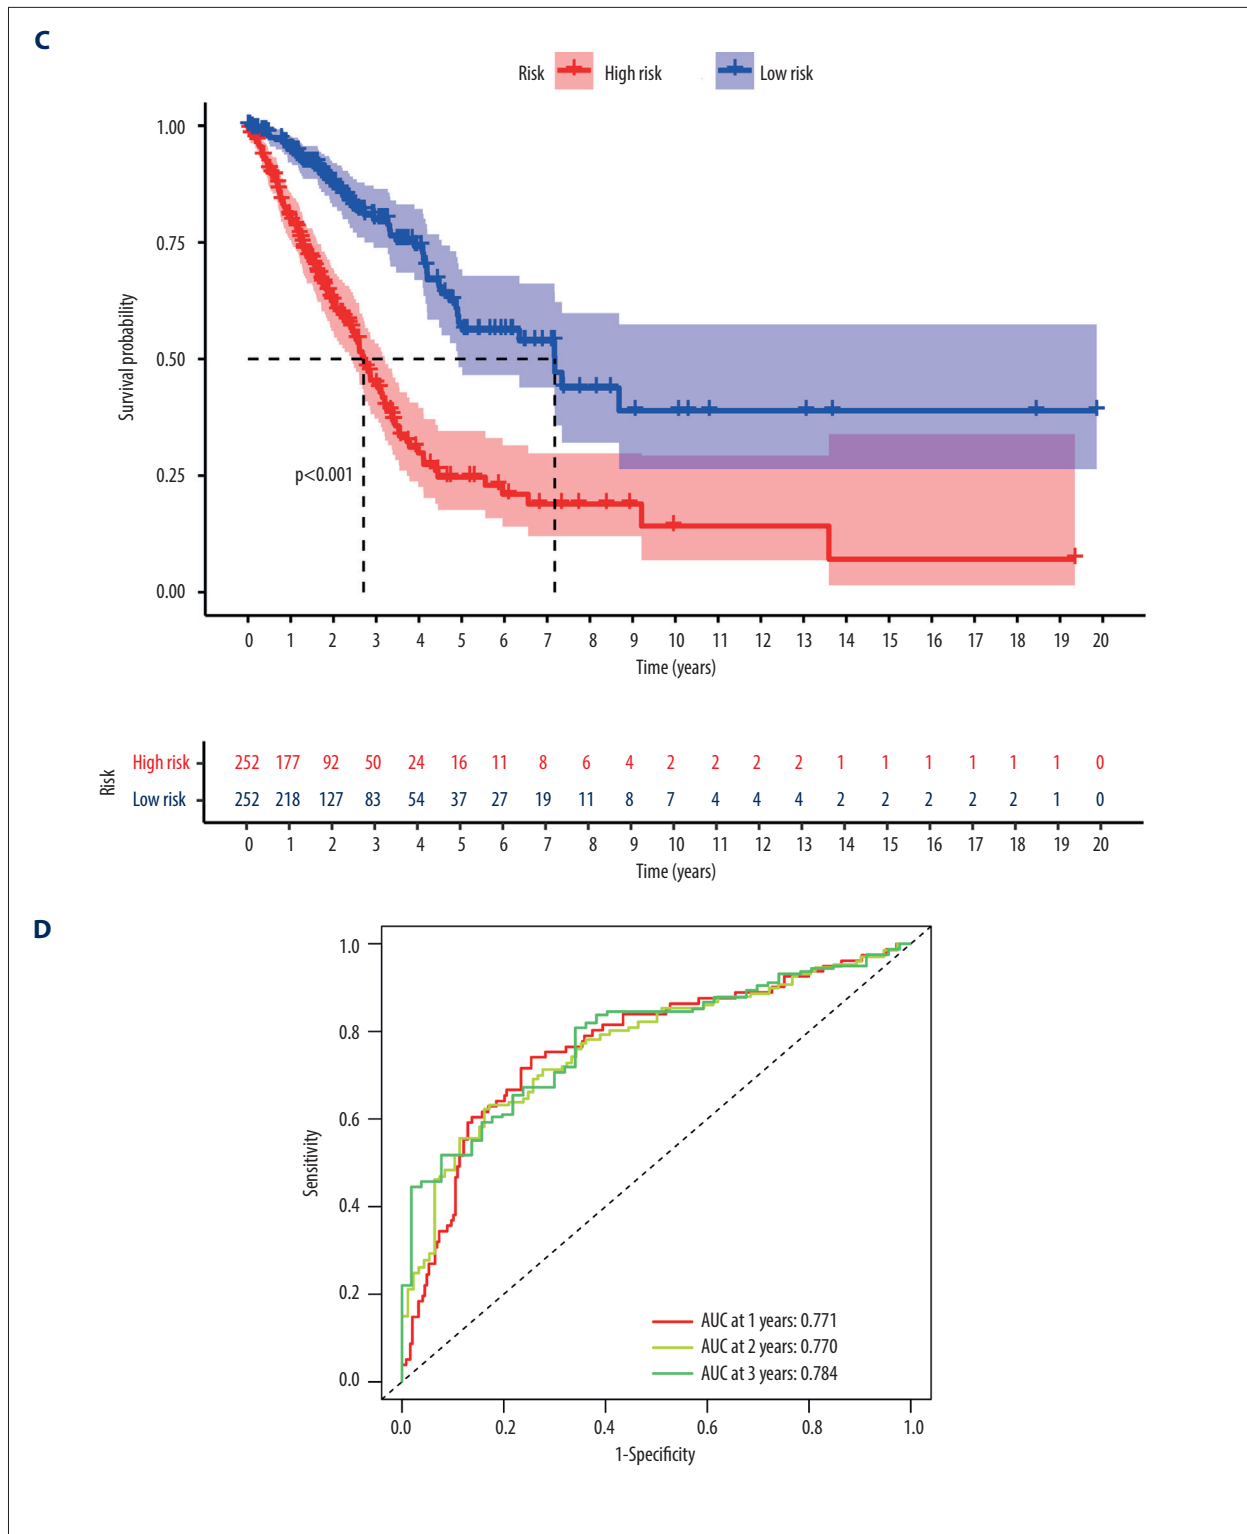 C
Risk High risk Low risk
1.00
0.75
0.50
0.25
0.00
Survival probability
p<0.001
0 1 2 3 4 5 6 7 8 9 10 11 12 13 14 15 16 17 18 19 20
Time (years)
Risk
High risk 252 177 92 50 24 16 11 8 6 4 2 2 2 2 1 1 1 1 1 1 0
Low risk 252 218 127 83 54 37 27 19 11 8 7 4 4 4 2 2 2 2 2 1 0
0 1 2 3 4 5 6 7 8 9 10 11 12 13 14 15 16 17 18 19 20
Time (years)
D
1.0
0.8
0.6
0.4
0.2
0.0
Sensitivity
AUC at 1 years: 0.771
AUC at 2 years: 0.770
AUC at 3 years: 0.784
0.0 0.2 0.4 0.6 0.8 1.0
1-Specificity